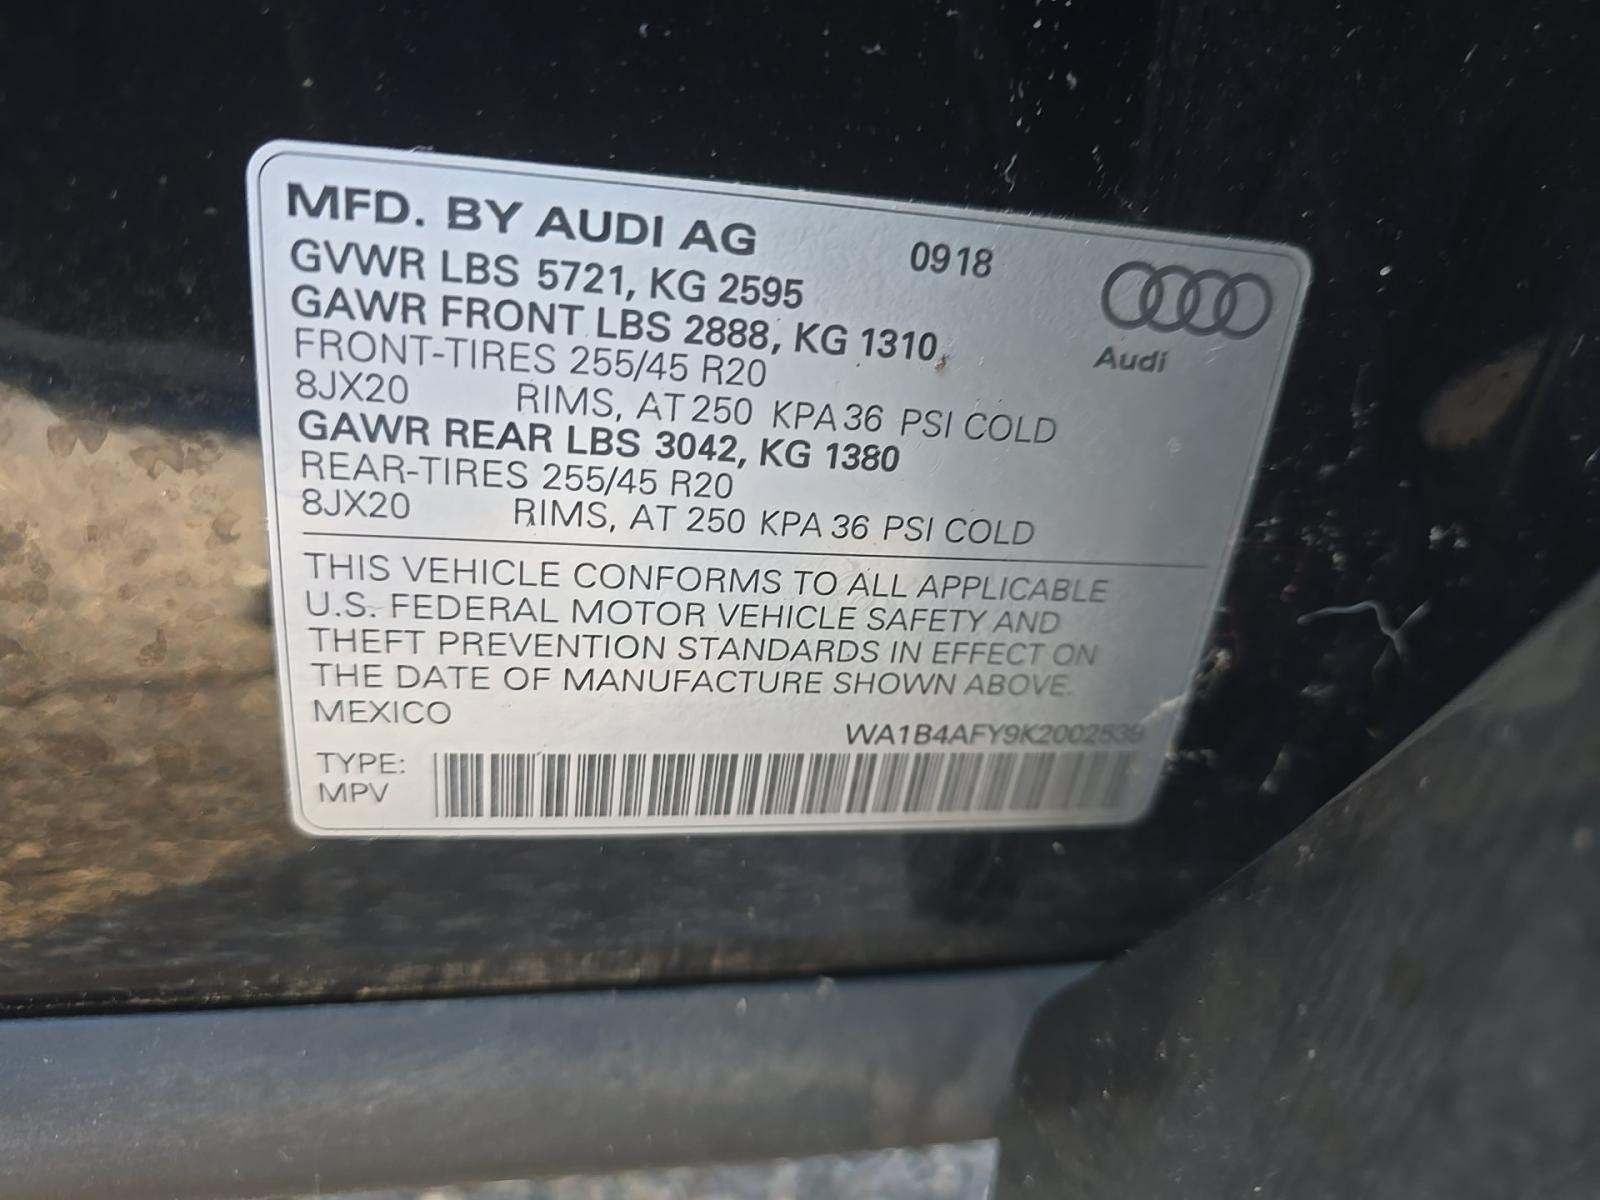 MFD. BY AUDI AG 0918
GVWR LBS 5721, KG 2595
GAWR FRONT LBS 2888, KG 1310,
FRONT-TIRES 255/45 R20
8JX20 RIMS, AT 250 KPA 36 PSI COLD
GAWR REAR LBS 3042, KG 1380
REAR-TIRES 255/45 R20
8JX20 RIMS, AT 250 KPA 36 PSI COLD
Audi
THIS VEHICLE CONFORMS TO ALL APPLICABLE
U.S. FEDERAL MOTOR VEHICLE SAFETY AND
THEFT PREVENTION STANDARDS IN EFFECT ON
THE DATE OF MANUFACTURE SHOWN ABOVE.
MEXICO
WA1B4AFY9K2002539
TYPE:
MPV